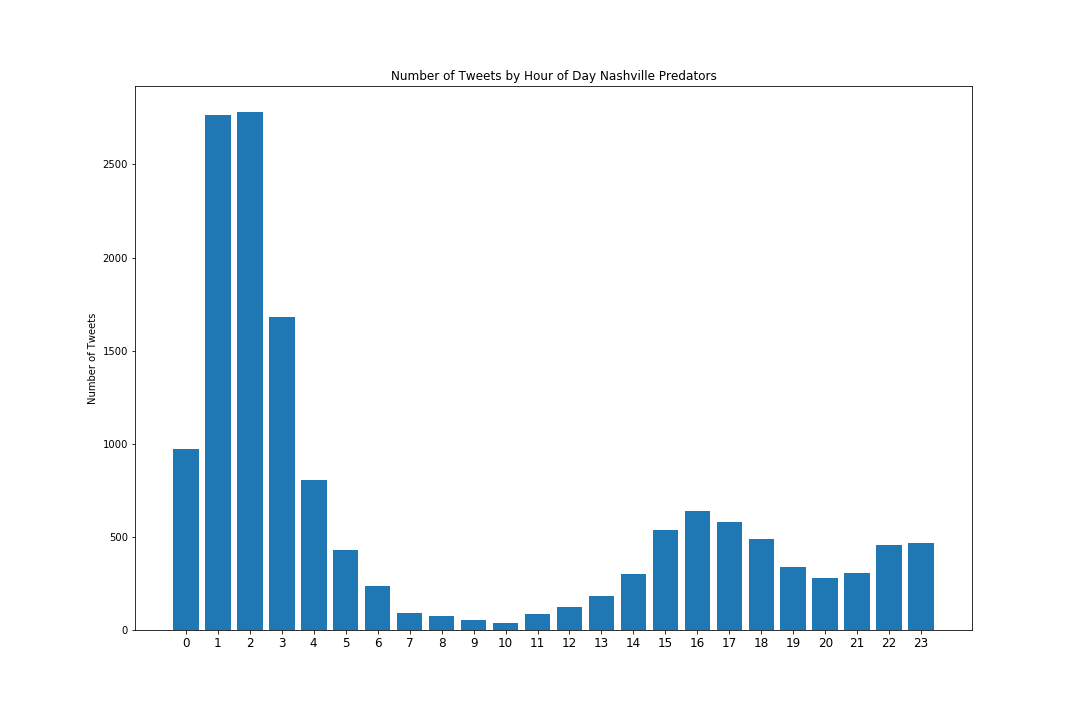 Number of Tweets by Hour of Day Nashville Predators
Number of Tweets
2500
2000
1500
1000
500
0
0 1 2 3 4 5 6 7 8 9 10 11 12 13 14 15 16 17 18 19 20 21 22 23